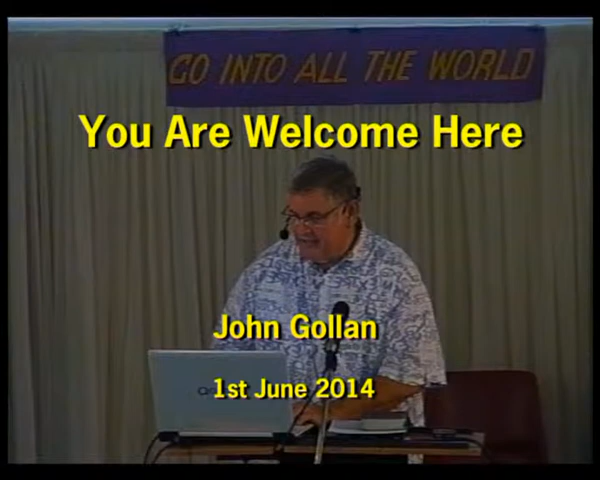 GO INTO ALL THE WORLD
You Are Welcome Here
John Gollan
1st June 2014